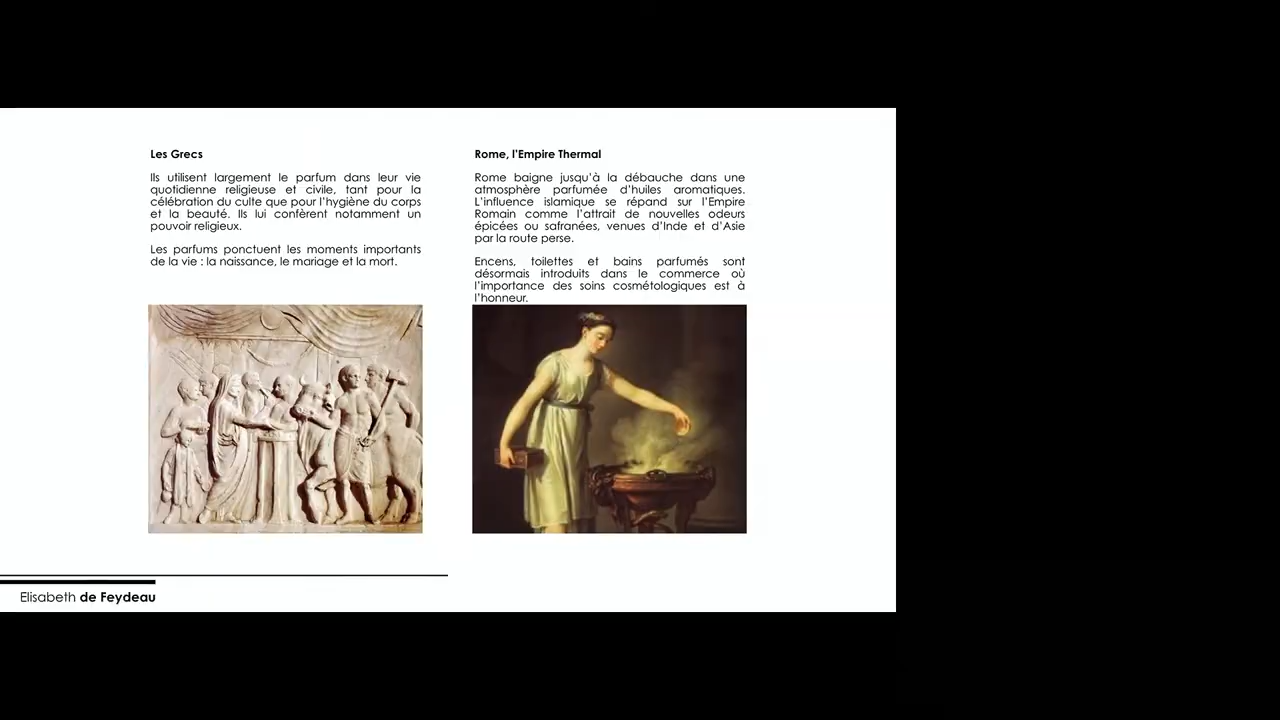 Les Grecs
Ils utilisent largement le parfum dans leur vie
quotidienne religieuse et civile, tant pour la
célébration du culte que pour l'hygiène du corps
et la beauté. Ils lui confèrent notamment un
pouvoir religieux.
Les parfums ponctuent les moments importants
de la vie : la naissance, le mariage et la mort.
Rome, l'Empire Thermal
Rome baigne jusqu'à la débauche dans une
atmosphère parfumée d'huiles aromatiques.
L'influence islamique se répand sur l'Empire
Romain comme l'attrait de nouvelles odeurs
épicées ou safranées, venues d'Inde et d'Asie
par la route perse.
Encens, toilettes et bains parfumés sont
désormais introduits dans le commerce où
l'importance des soins cosmétologiques est à
l'honneur.
Elisabeth de Feydeau